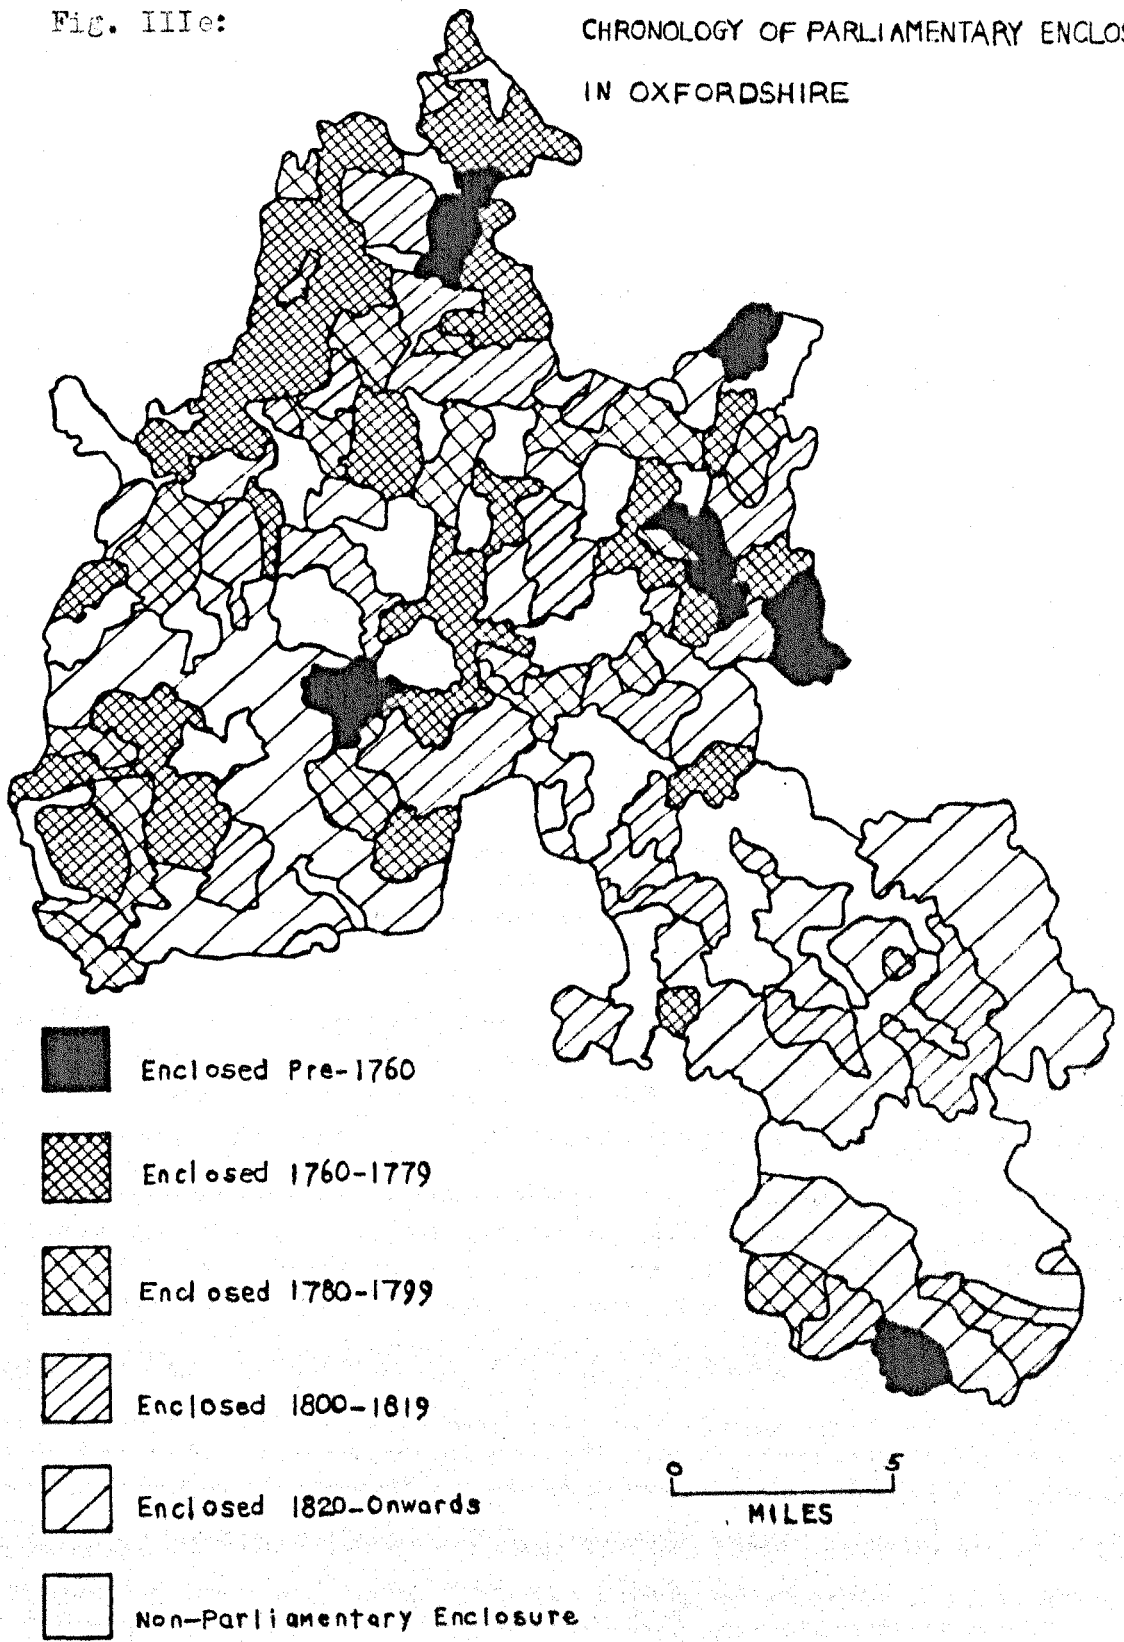 Fig. IIIe:
CHRONOLOGY OF PARLIAMENTARY ENCLOS
IN OXFORDSHIRE
Enclosed Pre-1760
Enclosed 1760-1779
Enclosed 1780-1799
Enclosed 1800-1819
Enclosed 1820-Onwards
Non-Parliamentary Enclosure
0 5
MILES